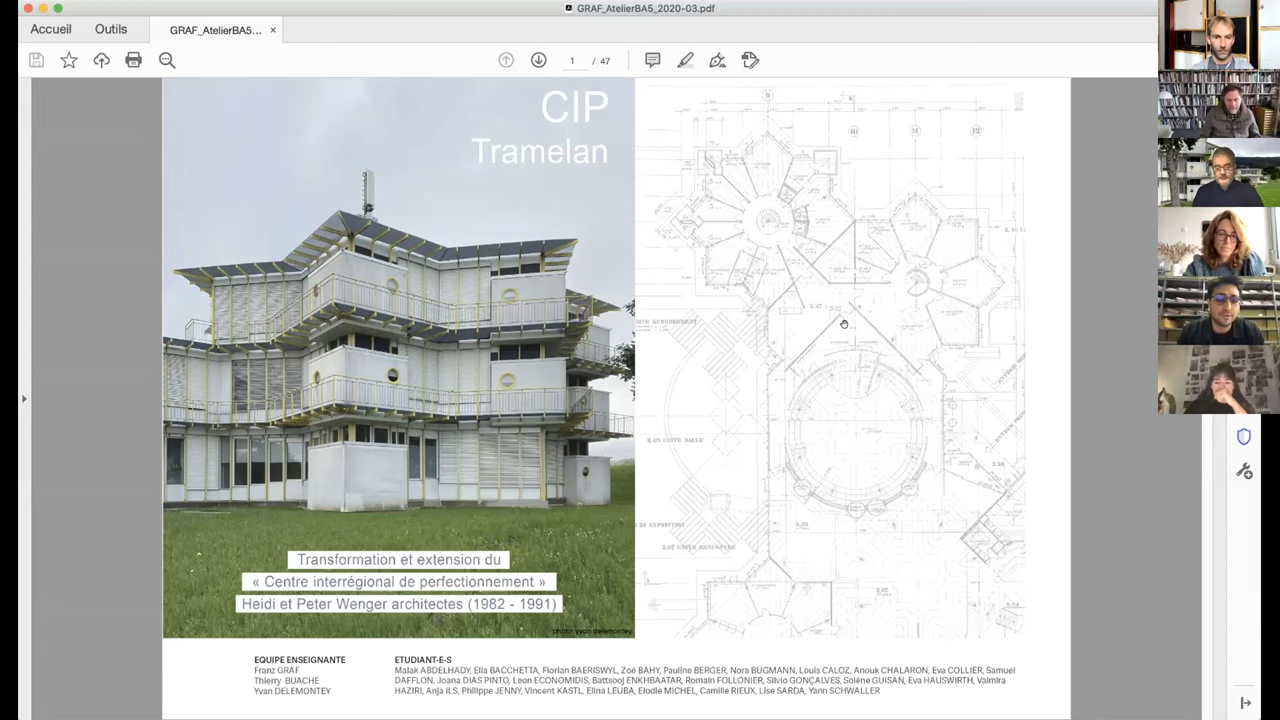 GRAF_AtelierBA5_2020-03.pdf
Accueil
Outils
GRAF_AtelierBA5...
1 / 47
CIP
Tramelan
Transformation et extension du
« Centre interrégional de perfectionnement »
Heidi et Peter Wenger architectes (1982 - 1991)
photo: yvan delemontey
EQUIPE ENSEIGNANTE
Franz GRAF
Thierry BUACHE
Yvan DELEMONTEY
ETUDIANT-E-S
Malak ABDELHADY, Ella BACCHETTA, Florian BAERISWYL, Zoé BAHY, Pauline BERGER, Nora BUGMANN, Louis CALOZ, Anouk CHALARON, Eva COLLIER, Samuel
DAFFLON, Joana DIAS PINTO, Leon ECONOMIDIS, Battsooj ENKHBAATAR, Romain FOLLONIER, Silvio GONÇALVES, Solène GUISAN, Eva HAUSWIRTH, Valmira
HAZIRI, Anja ILS, Philippe JENNY, Vincent KASTL, Elina LEUBA, Elodie MICHEL, Camille RIEUX, Lise SARDA, Yann SCHWALLER